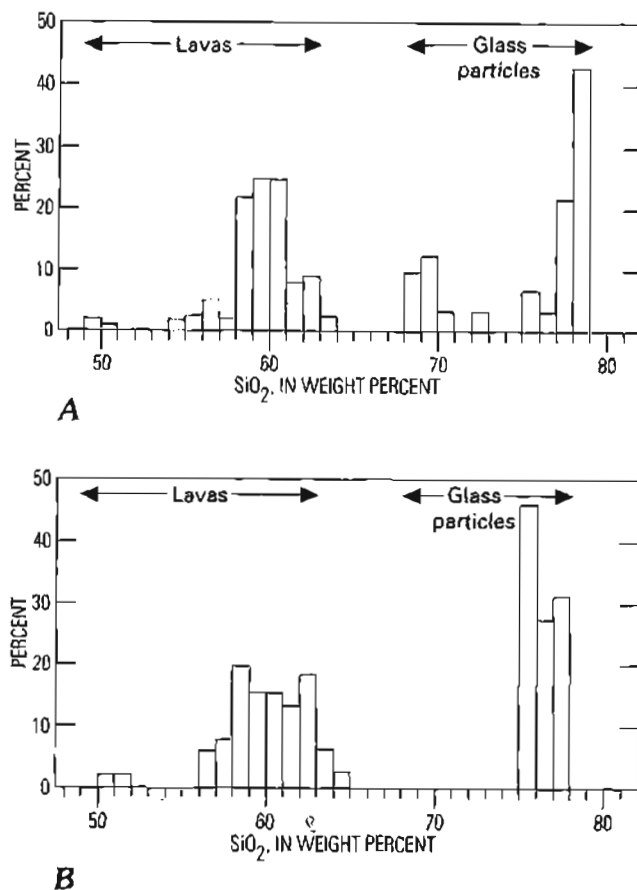 50
Lavas
Glass
particles
40
30
PERCENT
20
10
0
50
60
70
80
SiO2, IN WEIGHT PERCENT
A
50
Lavas
Glass
particles
40
30
PERCENT
20
10
0
50
60
70
80
SiO2, IN WEIGHT PERCENT
B